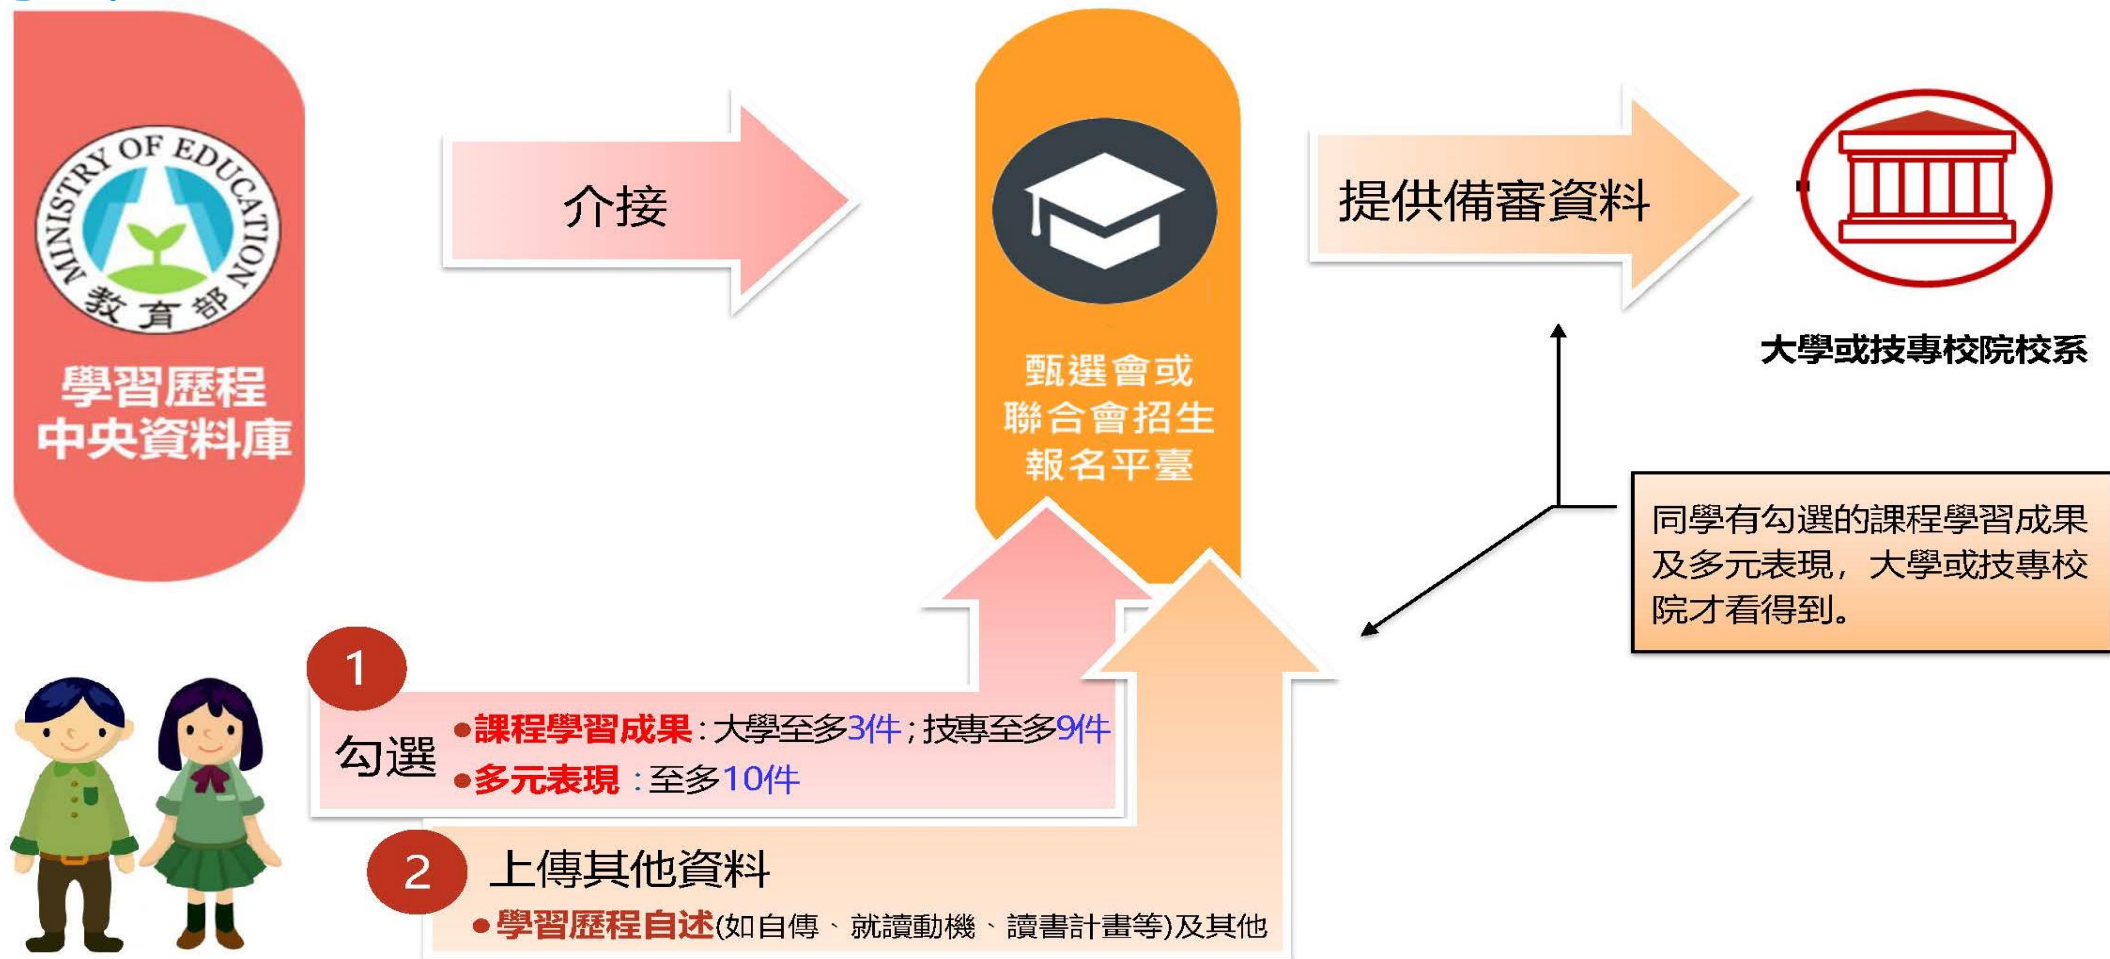 MINISTRY OF EDUCATION
教育部
學習歷程
中央資料庫
介接
甄選會或
聯合會招生
報名平臺
提供備審資料
大學或技專校院校系
同學有勾選的課程學習成果
及多元表現，大學或技專校
院才看得到。
1
勾選
•課程學習成果：大學至多3件；技專至多9件
•多元表現：至多10件
2
上傳其他資料
•學習歷程自述(如自傳、就讀動機、讀書計畫等)及其他